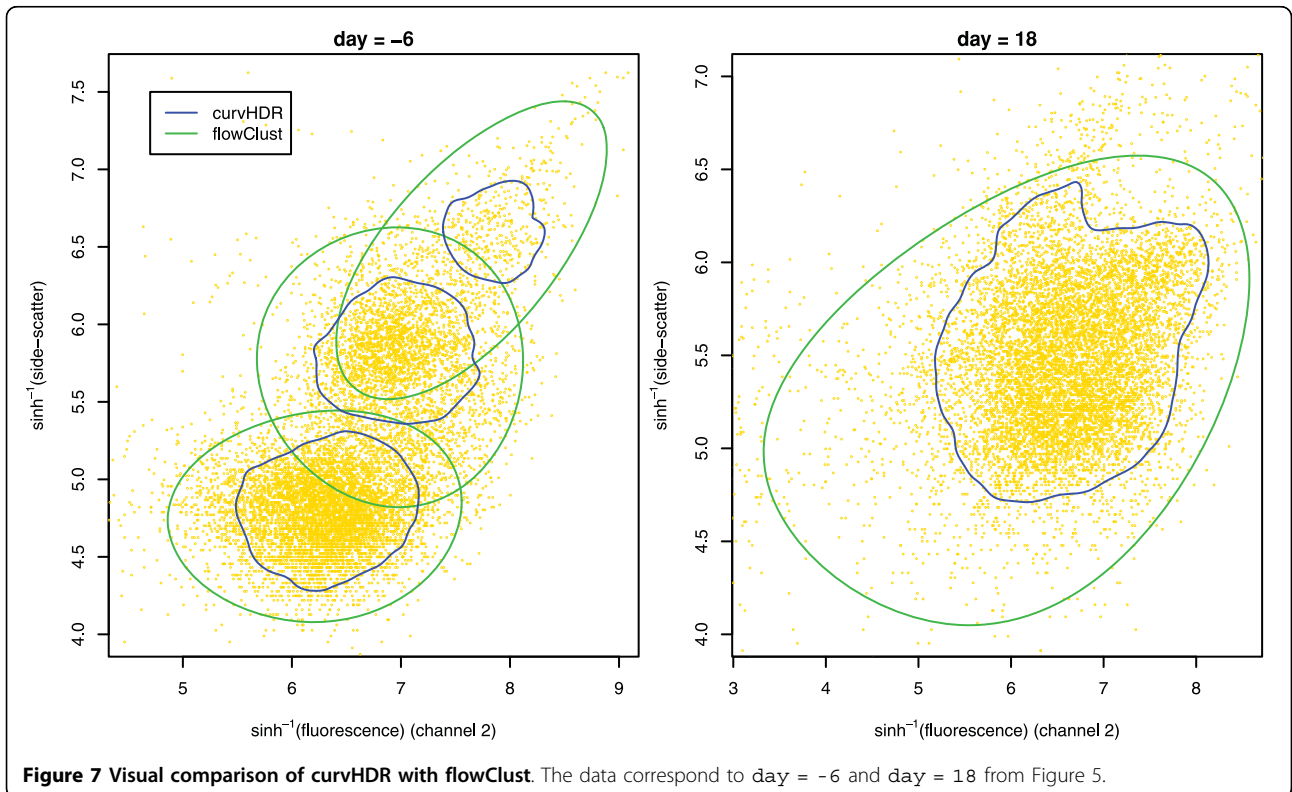 day = −6
curvHDR
flowClust
7.5
7.0
6.5
6.0
5.5
5.0
4.5
4.0
sinh⁻¹(side−scatter)
5 6 7 8 9
sinh⁻¹(fluorescence) (channel 2)
day = 18
7.0
6.5
6.0
5.5
5.0
4.5
4.0
sinh⁻¹(side−scatter)
3 4 5 6 7 8
sinh⁻¹(fluorescence) (channel 2)
Figure 7 Visual comparison of curvHDR with flowClust. The data correspond to day = -6 and day = 18 from Figure 5.